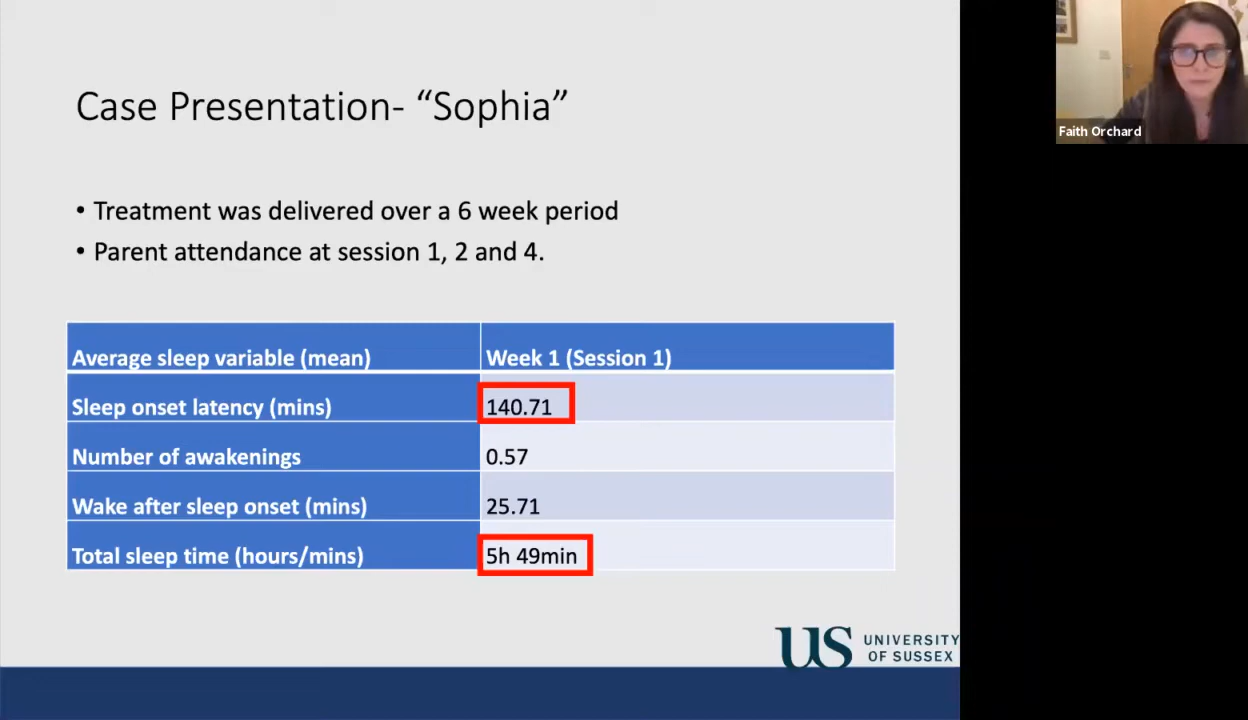 Case Presentation- “Sophia”
• Treatment was delivered over a 6 week period
• Parent attendance at session 1, 2 and 4.
Average sleep variable (mean) Week 1 (Session 1)
Sleep onset latency (mins) 140.71
Number of awakenings 0.57
Wake after sleep onset (mins) 25.71
Total sleep time (hours/mins) 5h 49min
US UNIVERSITY
OF SUSSEX
Faith Orchard